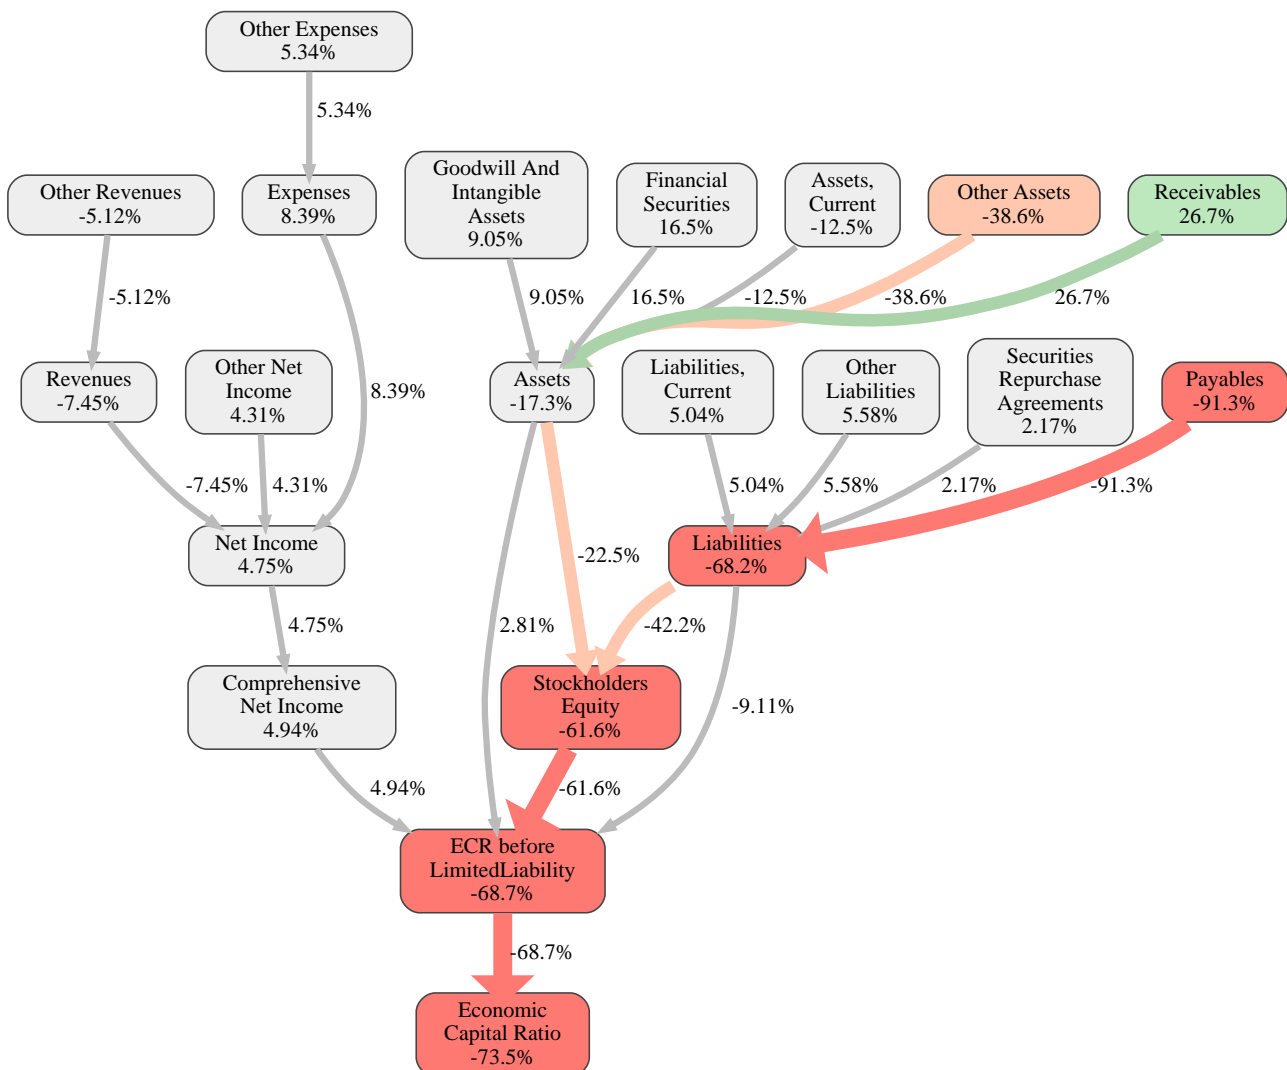 Other Expenses
5.34%
5.34%
Other Revenues
-5.12%
Expenses
8.39%
Goodwill And
Intangible
Assets
9.05%
Financial
Securities
16.5%
Assets,
Current
-12.5%
Other Assets
-38.6%
Receivables
26.7%
-5.12%
9.05%
16.5%
-12.5%
-38.6%
26.7%
Revenues
-7.45%
Other Net
Income
4.31%
8.39%
Assets
-17.3%
Liabilities,
Current
5.04%
Other
Liabilities
5.58%
Securities
Repurchase
Agreements
2.17%
Payables
-91.3%
-7.45%
4.31%
5.04%
5.58%
2.17%
-91.3%
Net Income
4.75%
-22.5%
Liabilities
-68.2%
4.75%
2.81%
-42.2%
Comprehensive
Net Income
4.94%
Stockholders
Equity
-61.6%
-9.11%
4.94%
-61.6%
ECR before
LimitedLiability
-68.7%
-68.7%
Economic
Capital Ratio
-73.5%